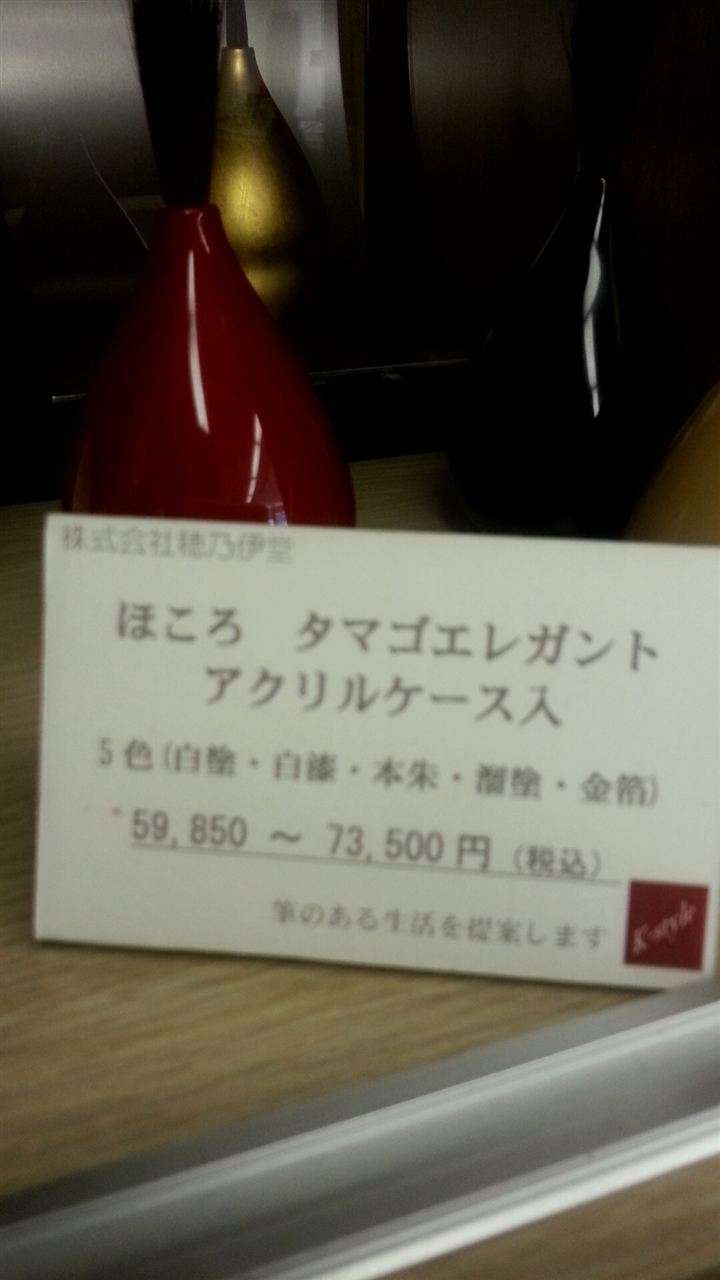 株式会社穂乃伊堂
ほころ　タマゴエレガント
アクリルケース入
5色(白塗・白漆・本朱・溜塗・金箔)
59,850 ～ 73,500円（税込）
筆のある生活を提案します
K-style